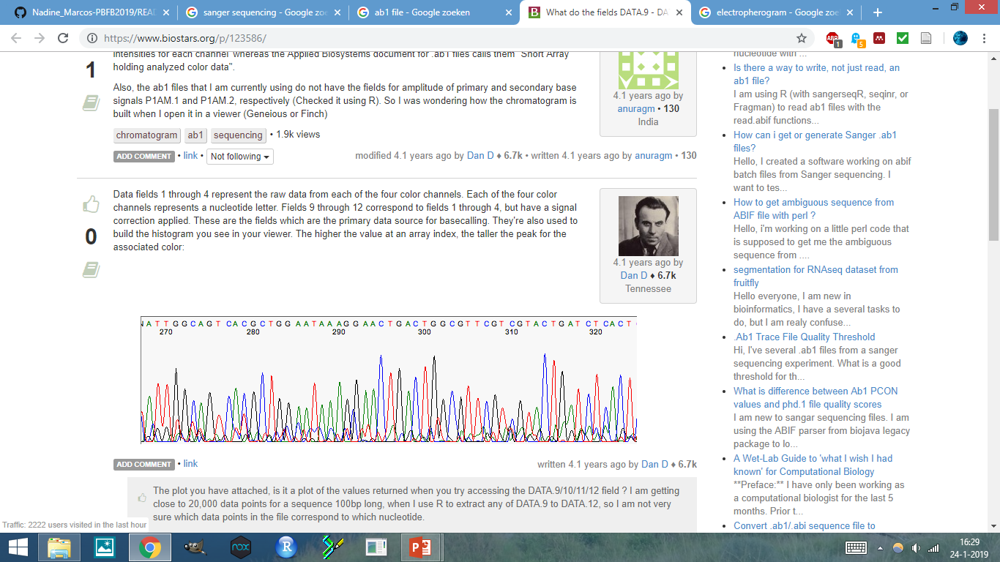 Nadine_Marcos-PBFB2019/REA
sanger sequencing - Google zo
ab1 file - Google zoeken
What do the fields DATA.9 - DA
electropherogram - Google zoe
https://www.biostars.org/p/123586/
1
5
intensities for each channel" whereas the Applied Biosystems document for .ab1 files calls them "Short Array
holding analyzed color data".
1
Also, the ab1 files that I am currently using do not have the fields for amplitude of primary and secondary base
signals P1AM.1 and P1AM.2, respectively (Checked it using R). So I was wondering how the chromatogram is
built when I open it in a viewer (Geneious or Finch)
4.1 years ago by
anuragm • 130
India
chromatogram ab1 sequencing • 1.9k views
ADD COMMENT • link • Not following
modified 4.1 years ago by Dan D ♦ 6.7k • written 4.1 years ago by anuragm • 130
0
Data fields 1 through 4 represent the raw data from each of the four color channels. Each of the four color
channels represents a nucleotide letter. Fields 9 through 12 correspond to fields 1 through 4, but have a signal
correction applied. These are the fields which are the primary data source for basecalling. They're also used to
build the histogram you see in your viewer. The higher the value at an array index, the taller the peak for the
associated color:
4.1 years ago by
Dan D ♦ 6.7k
Tennessee
A T T G G C A G T C A C G C T G G A A T A A A G G A A C T G A C T G G C G T T C G T C G T A C T G A T C T C A C T
270 280 290 300 310 320
ADD COMMENT • link
written 4.1 years ago by Dan D ♦ 6.7k
The plot you have attached, is it a plot of the values returned when you try accessing the DATA.9/10/11/12 field ? I am getting
close to 20,000 data points for a sequence 100bp long, when I use R to extract any of DATA.9 to DATA.12, so I am not very
sure which data points in the file correspond to which nucleotide.
Traffic: 2222 users visited in the last hour
nucleotide with ...
• Is there a way to write, not just read, an
ab1 file?
I am using R (with sangerseqR, seqinr, or
Fragman) to read ab1 files with the
read.abif functions...
• How can i get or generate Sanger .ab1
files?
Hello, I created a software working on abif
batch files from Sanger sequencing. I
want to tes...
• How to get ambiguous sequence from
ABIF file with perl ?
Hello, i'm working on a little perl code that
is supposed to get me the ambiguous
sequence from ....
• segmentation for RNAseq dataset from
fruitfly
Hello everyone, I am new in
bioinformatics, I have a several tasks to
do, but I am realy confuse...
• .Ab1 Trace File Quality Threshold
Hi, I've several .ab1 files from a sanger
sequencing experiment. What is a good
threshold for th...
• What is difference between Ab1 PCON
values and phd.1 file quality scores
I am new to sangar sequencing files. I am
using the ABIF parser from biojava legacy
package to lo...
• A Wet-Lab Guide to 'what I wish I had
known' for Computational Biology
**Preface:** I have only been working as
a computational biologist for the last 5
months. Prior t...
• Convert .ab1/.abi sequence file to
nox
R
P
16:29
24-1-2019